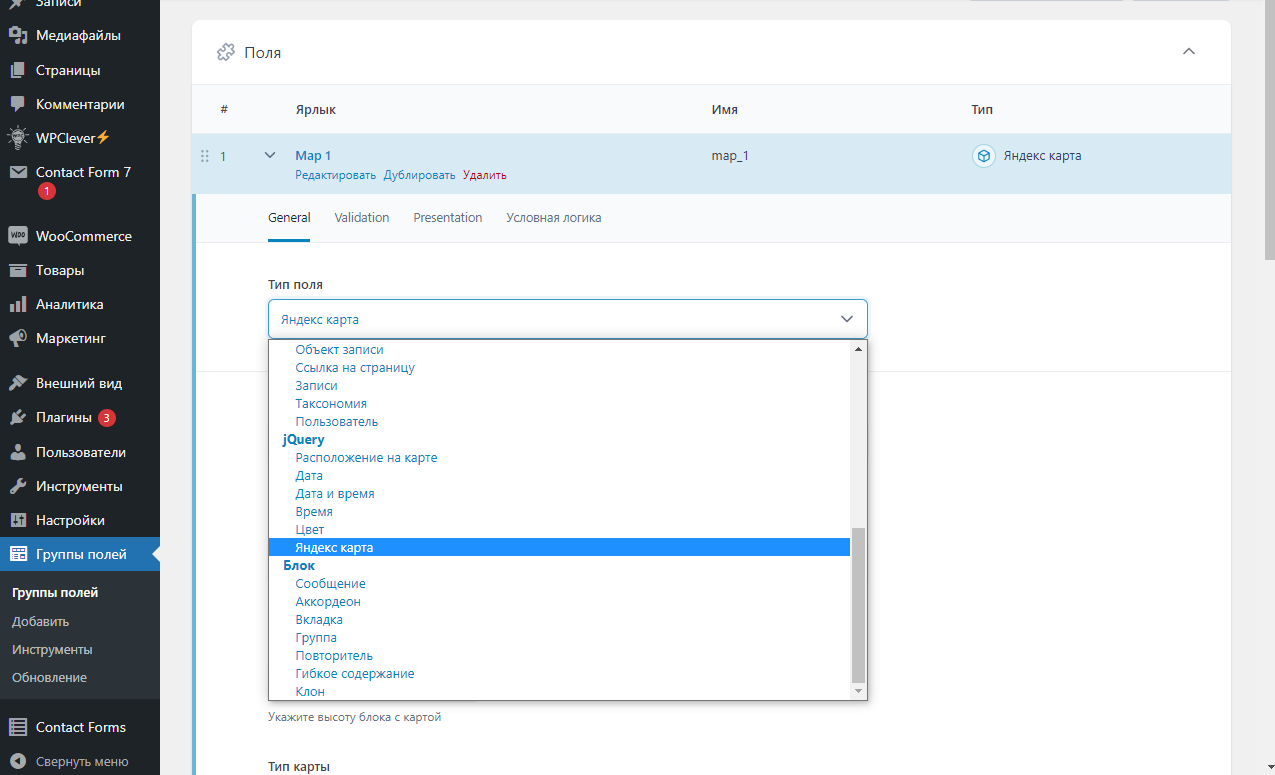 Записи
Медиафайлы
Страницы
Комментарии
WPClever⚡
Contact Form 7
1
WooCommerce
Товары
Аналитика
Маркетинг
Внешний вид
Плагины 3
Пользователи
Инструменты
Настройки
Группы полей
Группы полей
Добавить
Инструменты
Обновление
Contact Forms
Свернуть меню
Поля
# Ярлык Имя Тип
1 Map 1 map_1 Яндекс карта
Редактировать Дублировать Удалить
General Validation Presentation Условная логика
Тип поля
Яндекс карта
Объект записи
Ссылка на страницу
Записи
Таксономия
Пользователь
jQuery
Расположение на карте
Дата
Дата и время
Время
Цвет
Яндекс карта
Блок
Сообщение
Аккордеон
Вкладка
Группа
Повторитель
Гибкое содержание
Клон
Укажите высоту блока с картой
Тип карты